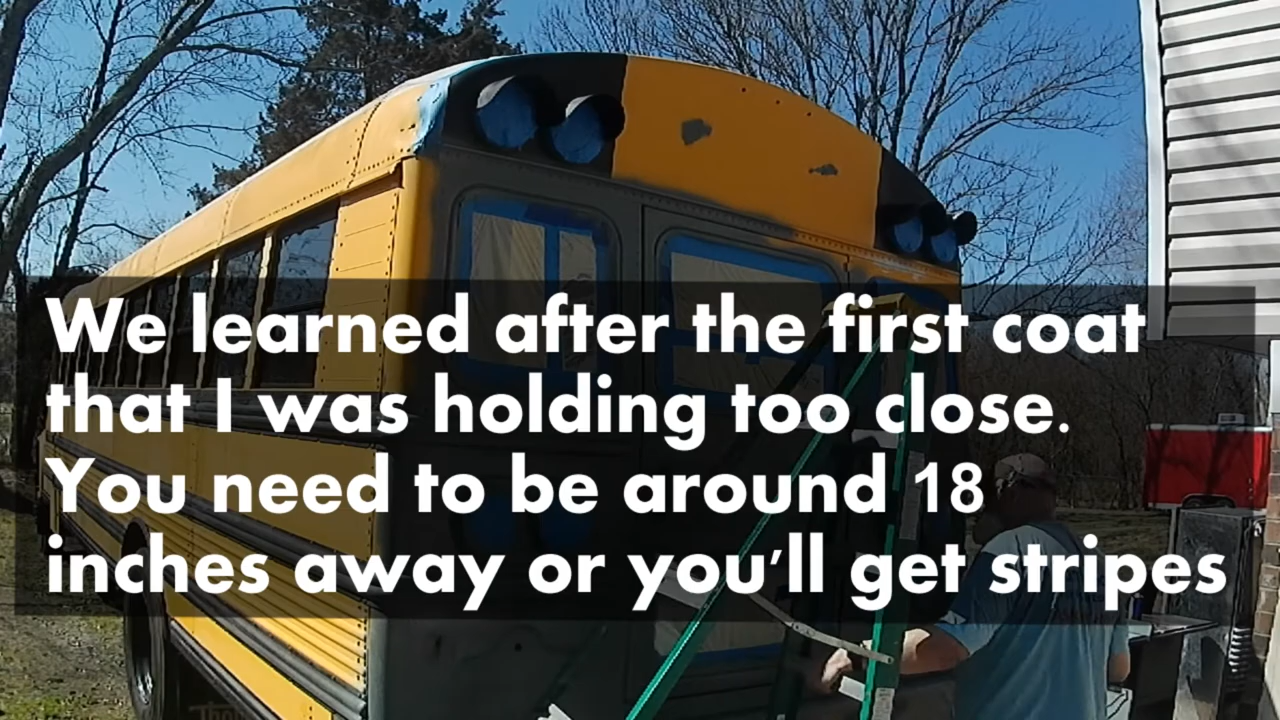 We learned after the first coat
that I was holding too close.
You need to be around 18
inches away or you'll get stripes